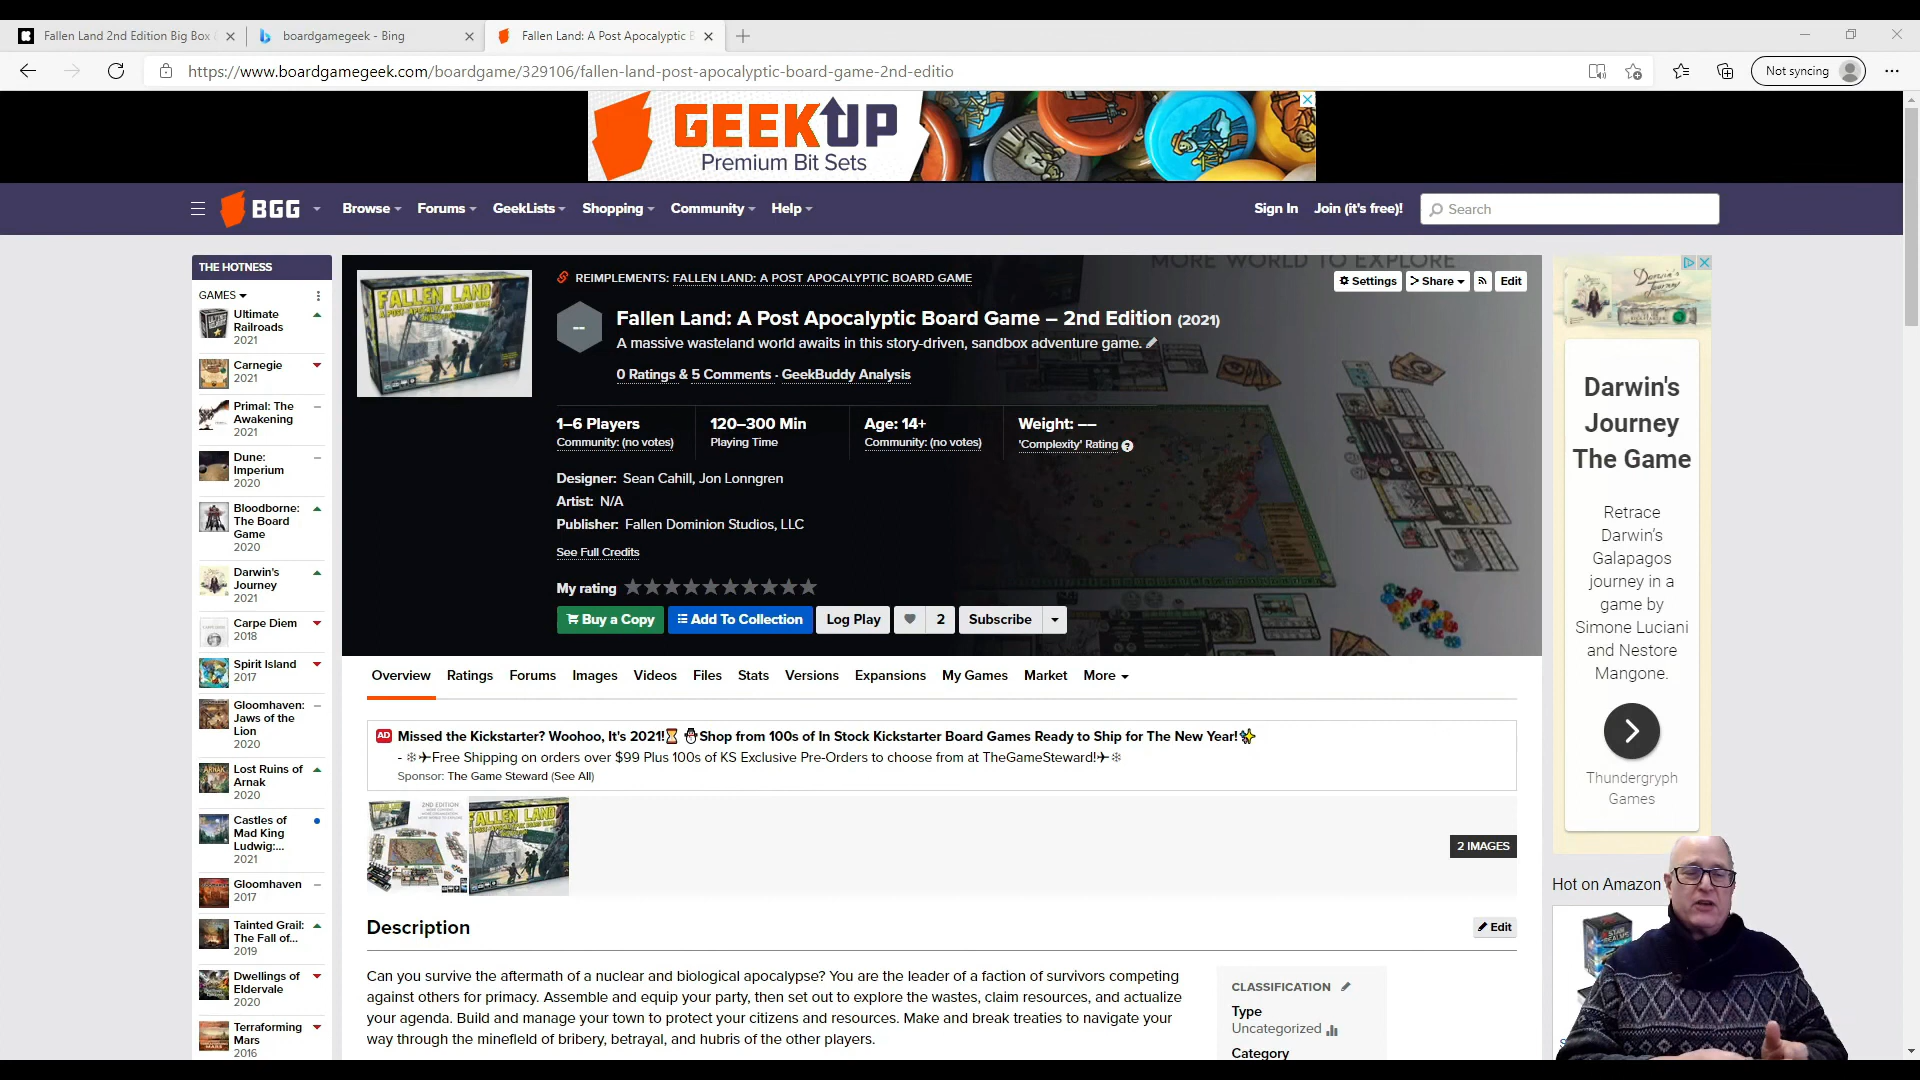 Fallen Land 2nd Edition Big Box
boardgamegeek - Bing
Fallen Land: A Post Apocalyptic
https://www.boardgamegeek.com/boardgame/329106/fallen-land-post-apocalyptic-board-game-2nd-editio
Not syncing
GEEKUP
Premium Bit Sets
BGG
Browse
Forums
GeekLists
Shopping
Community
Help
Sign In
Join (it's free)!
Search
THE HOTNESS
GAMES
Ultimate
Railroads
2021
Carnegie
2021
Primal: The
Awakening
2021
Dune:
Imperium
2020
Bloodborne:
The Board
Game
2020
Darwin's
Journey
2021
Carpe Diem
2018
Spirit Island
2017
Gloomhaven:
Jaws of the
Lion
2020
Lost Ruins of
Arnak
2020
Castles of
Mad King
Ludwig:...
2021
Gloomhaven
2017
Tainted Grail:
The Fall of...
2019
Dwellings of
Eldervale
2020
Terraforming
Mars
2016
MORE WORLD TO EXPLORE
FALLEN LAND
A POST APOCALYPTIC BOARD GAME
REIMPLEMENTS: FALLEN LAND: A POST APOCALYPTIC BOARD GAME
Settings
Share
Edit
--
Fallen Land: A Post Apocalyptic Board Game – 2nd Edition (2021)
A massive wasteland world awaits in this story-driven, sandbox adventure game.
0 Ratings & 5 Comments · GeekBuddy Analysis
1–6 Players
Community: (no votes)
120–300 Min
Playing Time
Age: 14+
Community: (no votes)
Weight: --
'Complexity' Rating ?
Designer: Sean Cahill, Jon Lonngren
Artist: N/A
Publisher: Fallen Dominion Studios, LLC
See Full Credits
My rating
Buy a Copy
Add To Collection
Log Play
2
Subscribe
Overview
Ratings
Forums
Images
Videos
Files
Stats
Versions
Expansions
My Games
Market
More
AD Missed the Kickstarter? Woohoo, It's 2021!⌛ ⛄Shop from 100s of In Stock Kickstarter Board Games Ready to Ship for The New Year!✨
- ❄✈Free Shipping on orders over $99 Plus 100s of KS Exclusive Pre-Orders to choose from at TheGameSteward!✈❄
Sponsor: The Game Steward (See All)
2ND EDITION
FALLEN LAND
2 IMAGES
Description
Edit
Can you survive the aftermath of a nuclear and biological apocalypse? You are the leader of a faction of survivors competing
against others for primacy. Assemble and equip your party, then set out to explore the wastes, claim resources, and actualize
your agenda. Build and manage your town to protect your citizens and resources. Make and break treaties to navigate your
way through the minefield of bribery, betrayal, and hubris of the other players.
CLASSIFICATION
Type
Uncategorized
Category
Darwin's
Journey
The Game
Retrace
Darwin's
Galapagos
journey in a
game by
Simone Luciani
and Nestore
Mangone.
Thundergryph
Games
Hot on Amazon
STAR REALMS